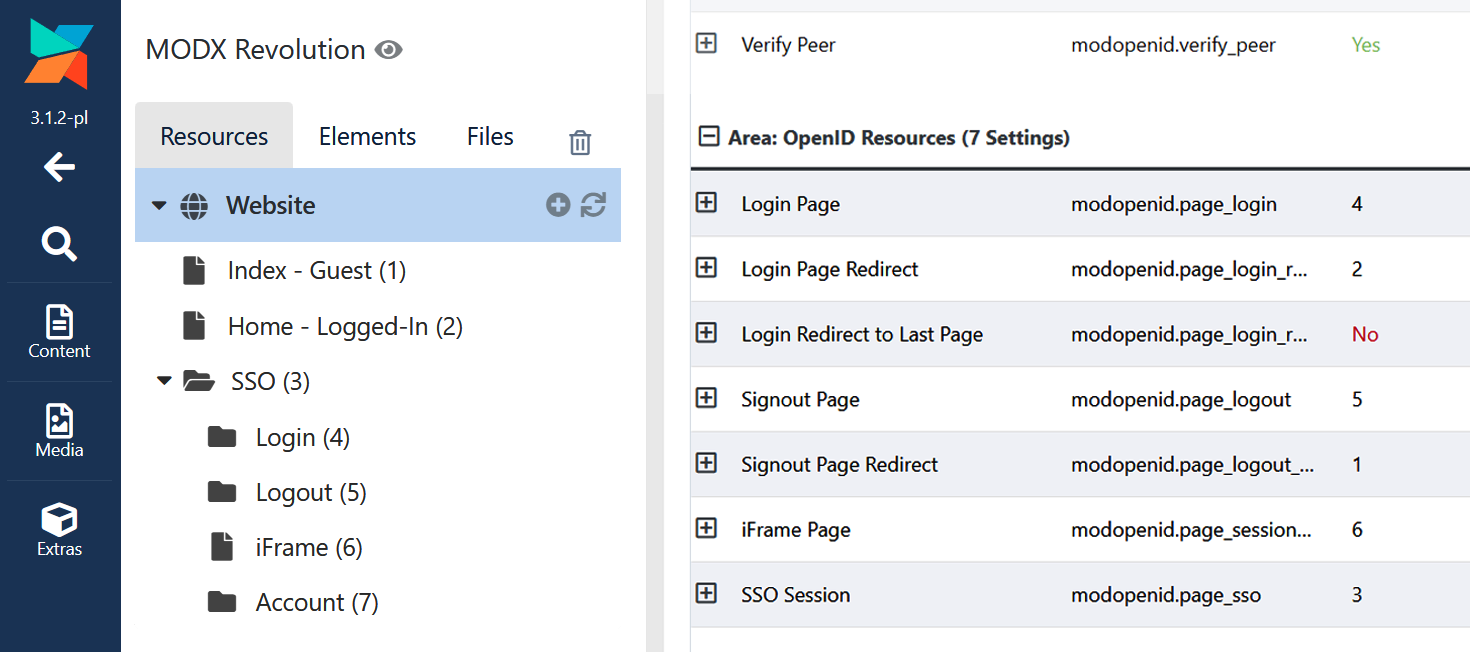 3.1.2-pl
Content
Media
Extras
MODX Revolution
Resources Elements Files
Website
Index - Guest (1)
Home - Logged-In (2)
SSO (3)
Login (4)
Logout (5)
iFrame (6)
Account (7)
Verify Peer modopenid.verify_peer Yes
Area: OpenID Resources (7 Settings)
Login Page modopenid.page_login 4
Login Page Redirect modopenid.page_login_r... 2
Login Redirect to Last Page modopenid.page_login_r... No
Signout Page modopenid.page_logout 5
Signout Page Redirect modopenid.page_logout_... 1
iFrame Page modopenid.page_session... 6
SSO Session modopenid.page_sso 3